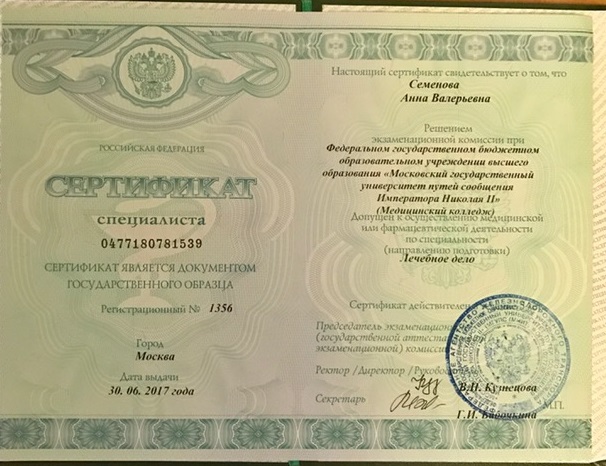 РОССИЙСКАЯ ФЕДЕРАЦИЯ
СЕРТИФИКАТ
специалиста
0477180781539
СЕРТИФИКАТ ЯВЛЯЕТСЯ ДОКУМЕНТОМ
ГОСУДАРСТВЕННОГО ОБРАЗЦА
Регистрационный № 1356
Город
Москва
Дата выдачи
30. 06. 2017 года
Настоящий сертификат свидетельствует о том, что
Семенова
Анна Валерьевна
Решением
экзаменационной комиссии при
Федеральном государственном бюджетном
образовательном учреждении высшего
образования «Московский государственный
университет путей сообщения
Императора Николая II»
(Медицинский колледж)
Допущен к осуществлению медицинской
или фармацевтической деятельности
по специальности
(направлению подготовки)
Лечебное дело
Сертификат действителен
Председатель экзаменационной
(государственной
экзаменационной) комиссии
Ректор /Директор /Руководитель
В.Н. Кузнецова
Секретарь
М.П.
Г.И. Бабочкина